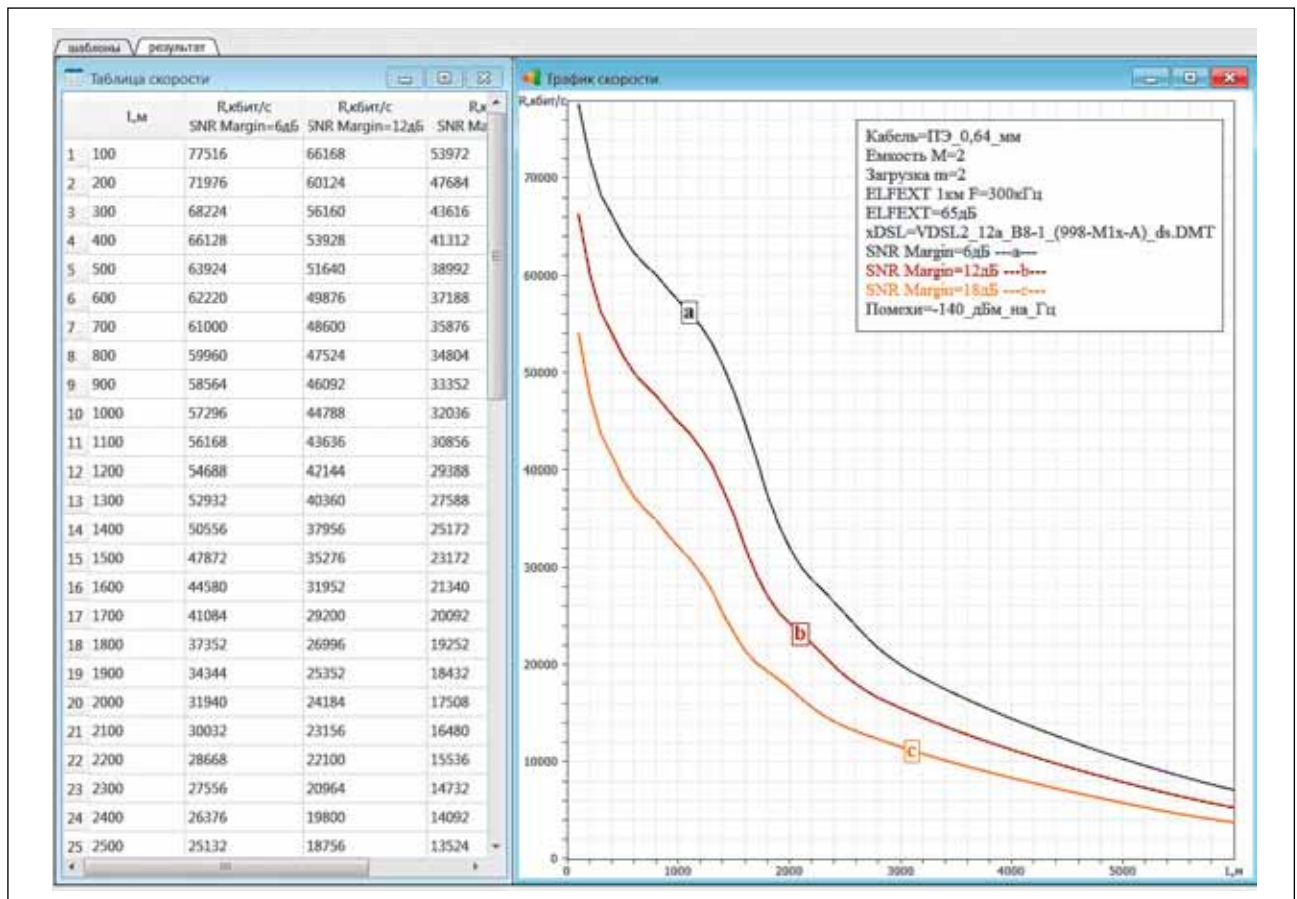 шаблоны результат
Таблица скорости
l,м R,кбит/с SNR Margin=6дБ R,кбит/с SNR Margin=12дБ R,к SNR Ma
1 100 77516 66168 53972
2 200 71976 60124 47684
3 300 68224 56160 43616
4 400 66128 53928 41312
5 500 63924 51640 38992
6 600 62220 49876 37188
7 700 61000 48600 35876
8 800 59960 47524 34804
9 900 58564 46092 33352
10 1000 57296 44788 32036
11 1100 56168 43636 30856
12 1200 54688 42144 29388
13 1300 52932 40360 27588
14 1400 50556 37956 25172
15 1500 47872 35276 23172
16 1600 44580 31952 21340
17 1700 41084 29200 20092
18 1800 37352 26996 19252
19 1900 34344 25352 18432
20 2000 31940 24184 17508
21 2100 30032 23156 16480
22 2200 28668 22100 15536
23 2300 27556 20964 14732
24 2400 26376 19800 14092
25 2500 25132 18756 13524
График скорости
R,кбит/с
70000
60000
50000
40000
30000
20000
10000
0
0 1000 2000 3000 4000 5000 L,м
Кабель=ПЭ_0,64_мм
Емкость М=2
Загрузка m=2
ELFEXT 1км F=300кГц
ELFEXT=65дБ
xDSL=VDSL2_12a_B8-1_(998-M1x-A)_ds.DMT
SNR Margin=6дБ ---a---
SNR Margin=12дБ ---b---
SNR Margin=18дБ ---c---
Помехи=-140_дБм_на_Гц
a
b
c